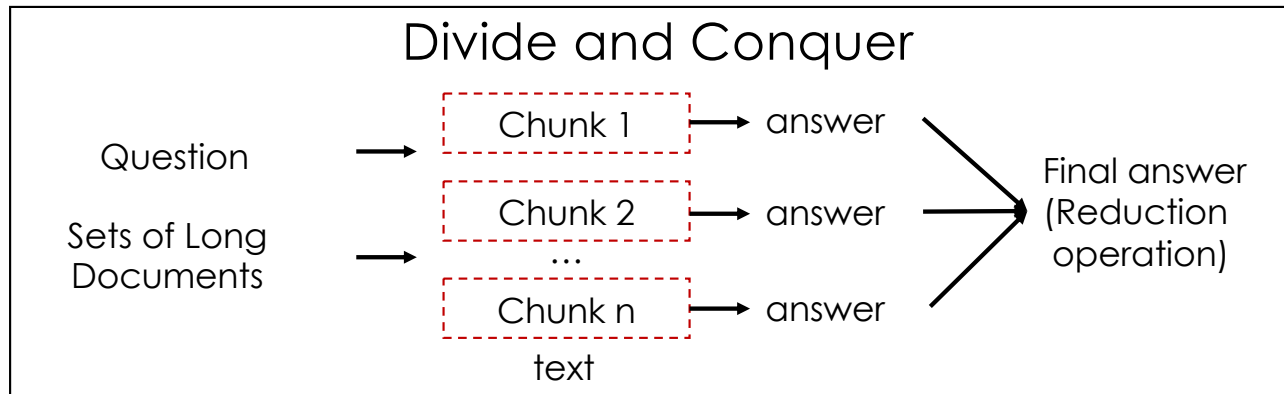 Divide and Conquer
Question
Sets of Long
Documents
Chunk 1
Chunk 2
...
Chunk n
text
answer
answer
answer
Final answer
(Reduction
operation)